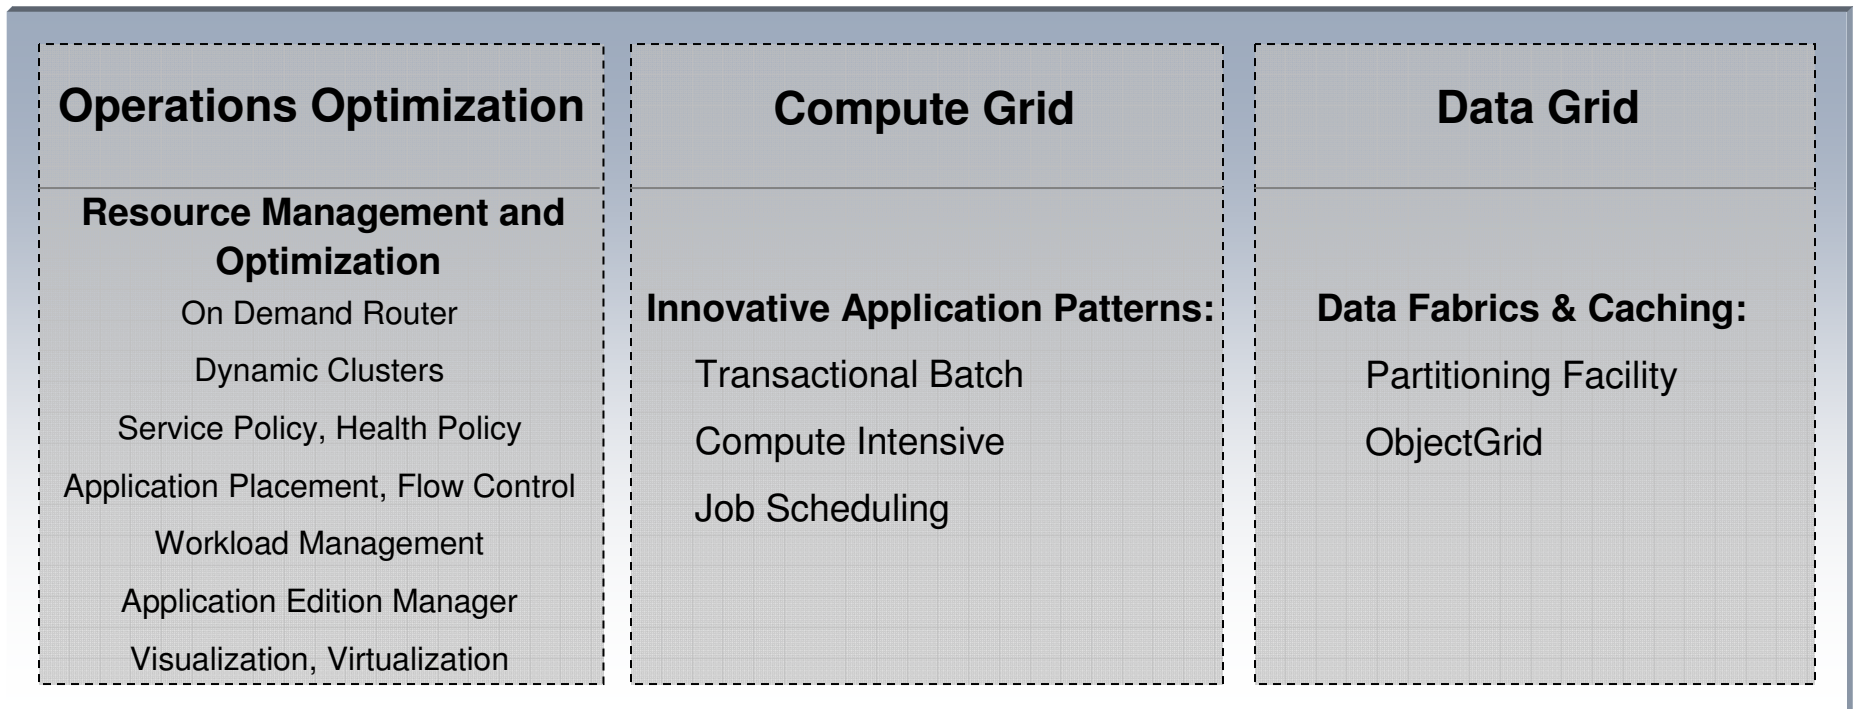 Operations Optimization
Resource Management and
Optimization
On Demand Router
Dynamic Clusters
Service Policy, Health Policy
Application Placement, Flow Control
Workload Management
Application Edition Manager
Visualization, Virtualization
Compute Grid
Innovative Application Patterns:
Transactional Batch
Compute Intensive
Job Scheduling
Data Grid
Data Fabrics & Caching:
Partitioning Facility
ObjectGrid